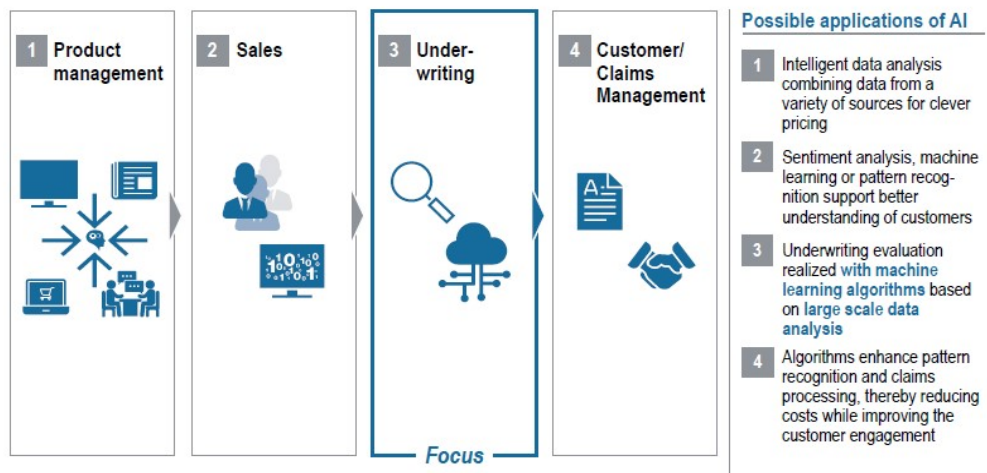 1 Product
management
2 Sales
3 Under-
writing
4 Customer/
Claims
Management
A:
1010
10101
Focus
Possible applications of AI
1 Intelligent data analysis
combining data from a
variety of sources for clever
pricing
2 Sentiment analysis, machine
learning or pattern recog-
nition support better
understanding of customers
3 Underwriting evaluation
realized with machine
learning algorithms based
on large scale data
analysis
4 Algorithms enhance pattern
recognition and claims
processing, thereby reducing
costs while improving the
customer engagement